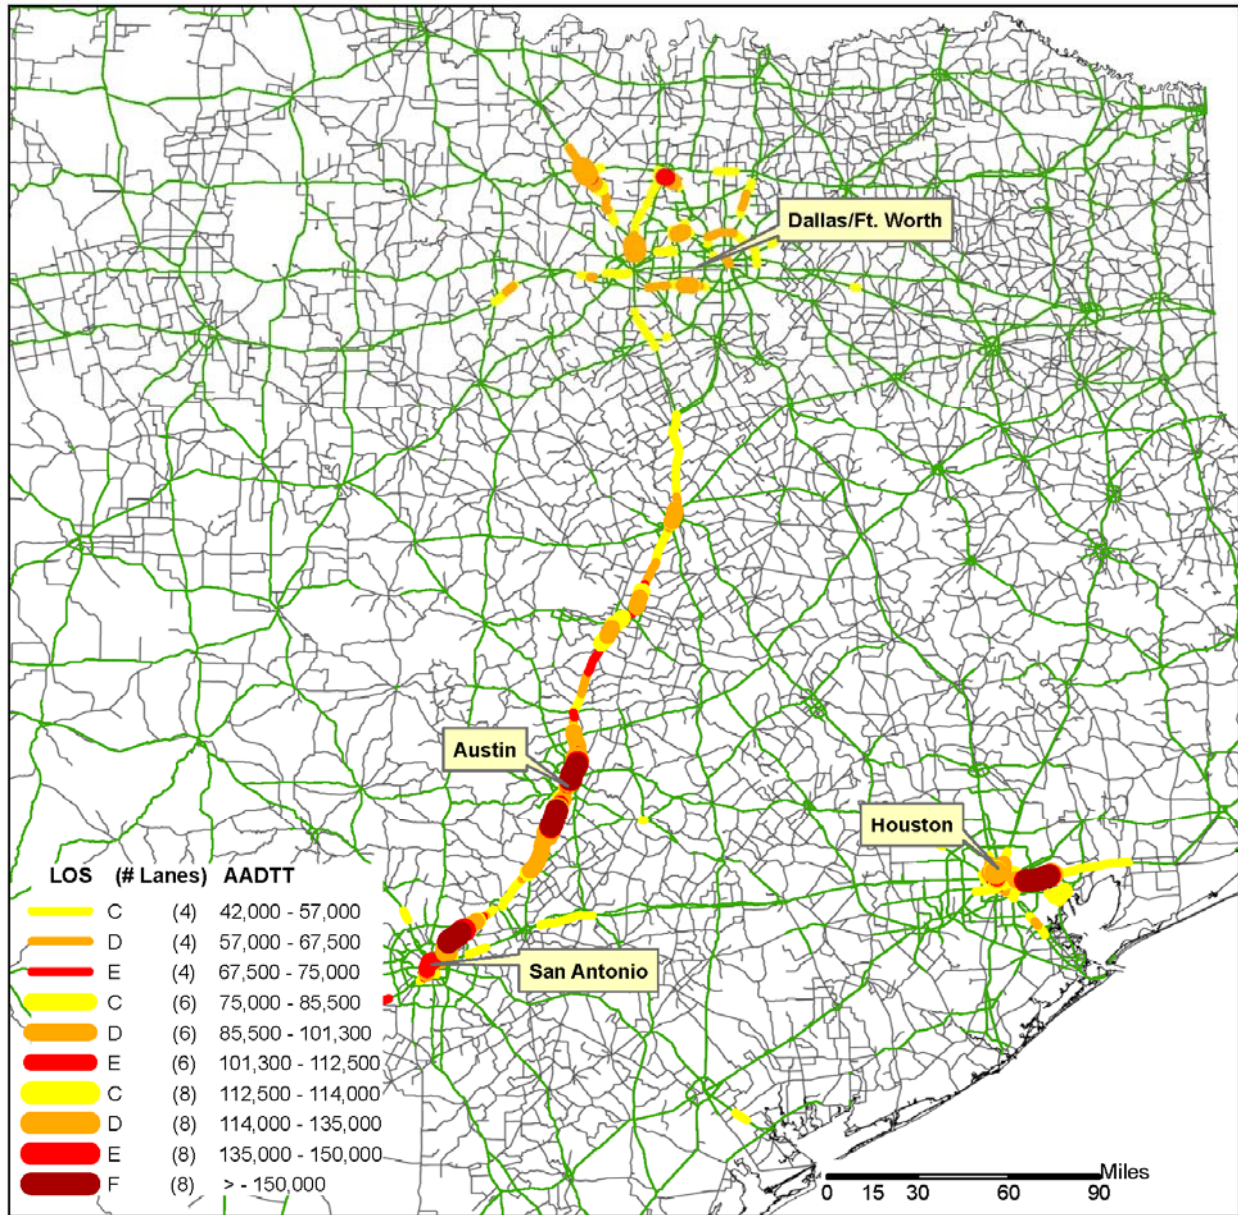 Dallas/Ft. Worth
Austin
Houston
San Antonio
LOS (# Lanes) AADTT
C (4) 42,000 - 57,000
D (4) 57,000 - 67,500
E (4) 67,500 - 75,000
C (6) 75,000 - 85,500
D (6) 85,500 - 101,300
E (6) 101,300 - 112,500
C (8) 112,500 - 114,000
D (8) 114,000 - 135,000
E (8) 135,000 - 150,000
F (8) > - 150,000
Miles
0 15 30 60 90